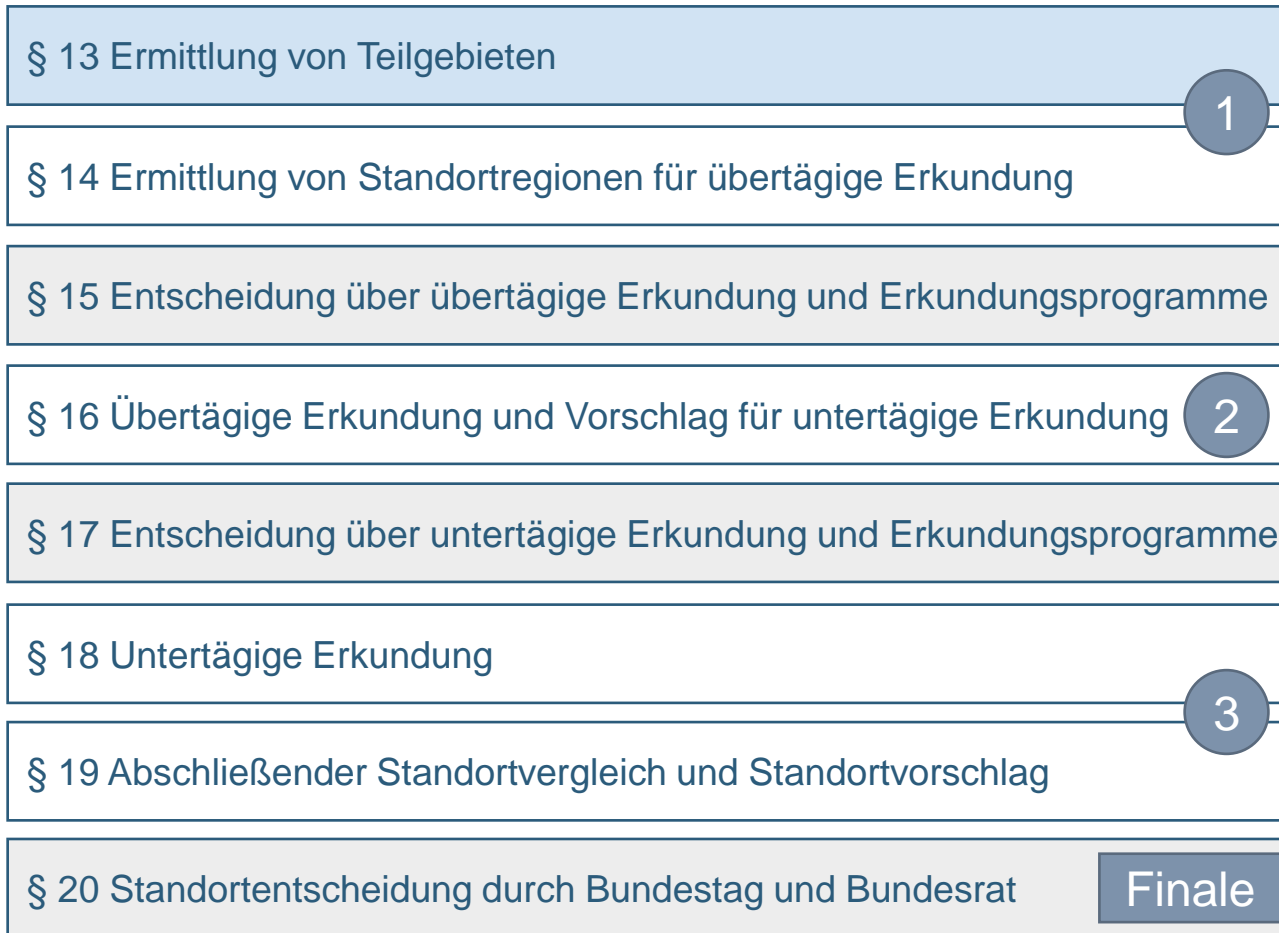 § 13 Ermittlung von Teilgebieten
1
§ 14 Ermittlung von Standortregionen für übertägige Erkundung
§ 15 Entscheidung über übertägige Erkundung und Erkundungsprogramme
§ 16 Übertägige Erkundung und Vorschlag für untertägige Erkundung
2
§ 17 Entscheidung über untertägige Erkundung und Erkundungsprogramme
§ 18 Untertägige Erkundung
3
§ 19 Abschließender Standortvergleich und Standortvorschlag
§ 20 Standortentscheidung durch Bundestag und Bundesrat
Finale